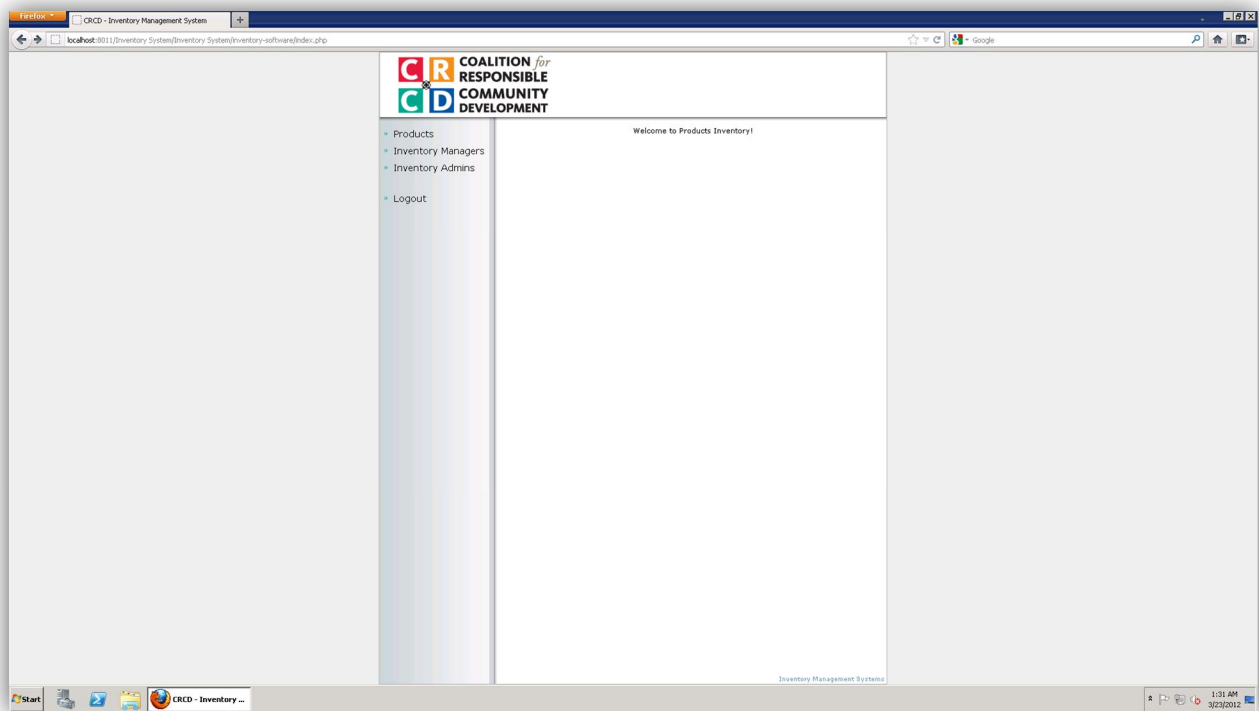 Firefox
CRCD - Inventory Management System
localhost:8011/Inventory System/Inventory System/inventory-software/index.php
Google
CR
CD
COALITION for
RESPONSIBLE
COMMUNITY
DEVELOPMENT
Products
Inventory Managers
Inventory Admins
Logout
Welcome to Products Inventory!
Inventory Management Systems
Start
CRCD - Inventory ...
1:31 AM
3/23/2012